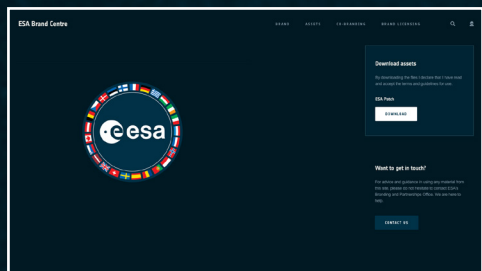 ESA Brand Centre
BRAND ASSETS CO-BRANDING BRAND LICENSING
esa
Download assets
By downloading the files I declare that I have read
and accept the terms and guidelines for use.
ESA Patch
DOWNLOAD
Want to get in touch?
For advice and guidance in using any material from
this site, please do not hesitate to contact ESA's
Branding and Partnerships Office. We are here to
help.
CONTACT US